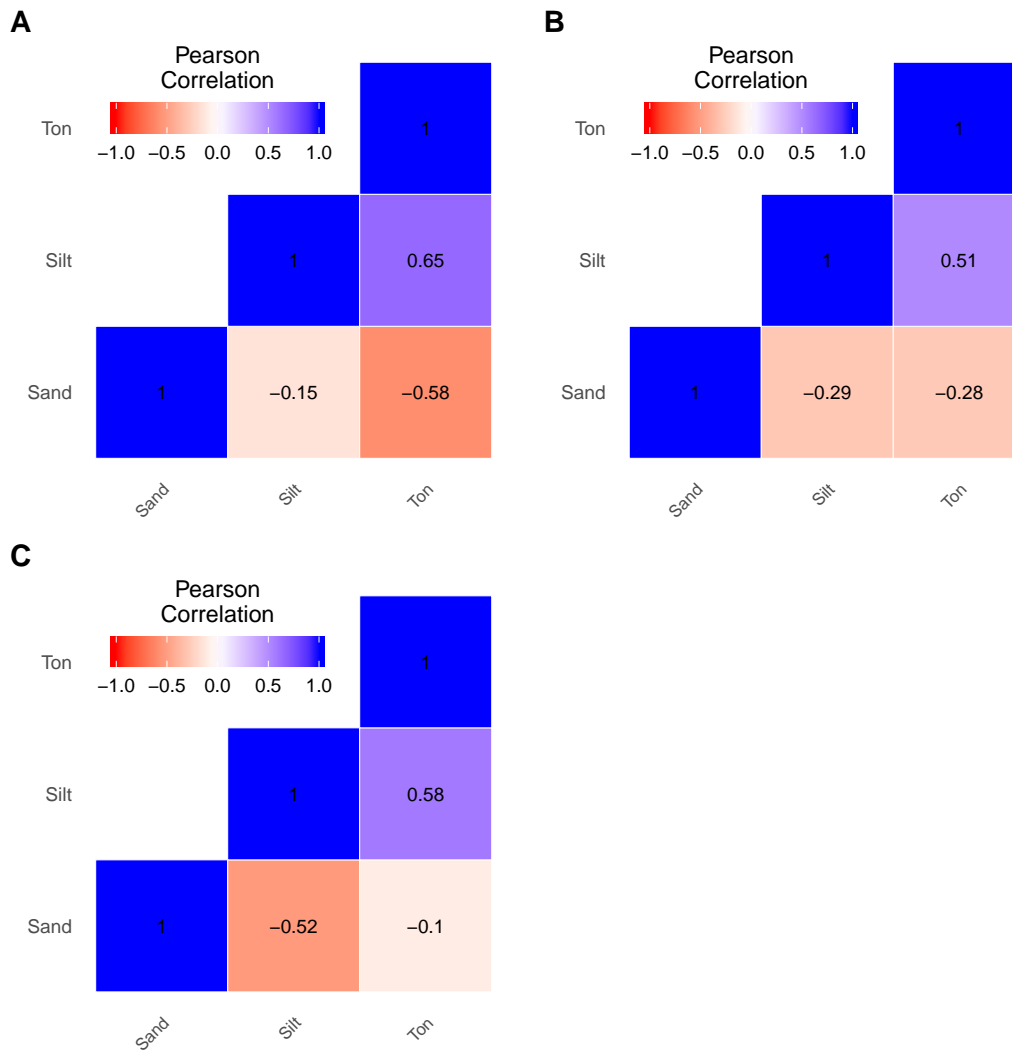 A
Pearson
Correlation
−1.0 −0.5 0.0 0.5 1.0
Ton 1
Silt 1 0.65
Sand 1 −0.15 −0.58
Sand Silt Ton
B
Pearson
Correlation
−1.0 −0.5 0.0 0.5 1.0
Ton 1
Silt 1 0.51
Sand 1 −0.29 −0.28
Sand Silt Ton
C
Pearson
Correlation
−1.0 −0.5 0.0 0.5 1.0
Ton 1
Silt 1 0.58
Sand 1 −0.52 −0.1
Sand Silt Ton